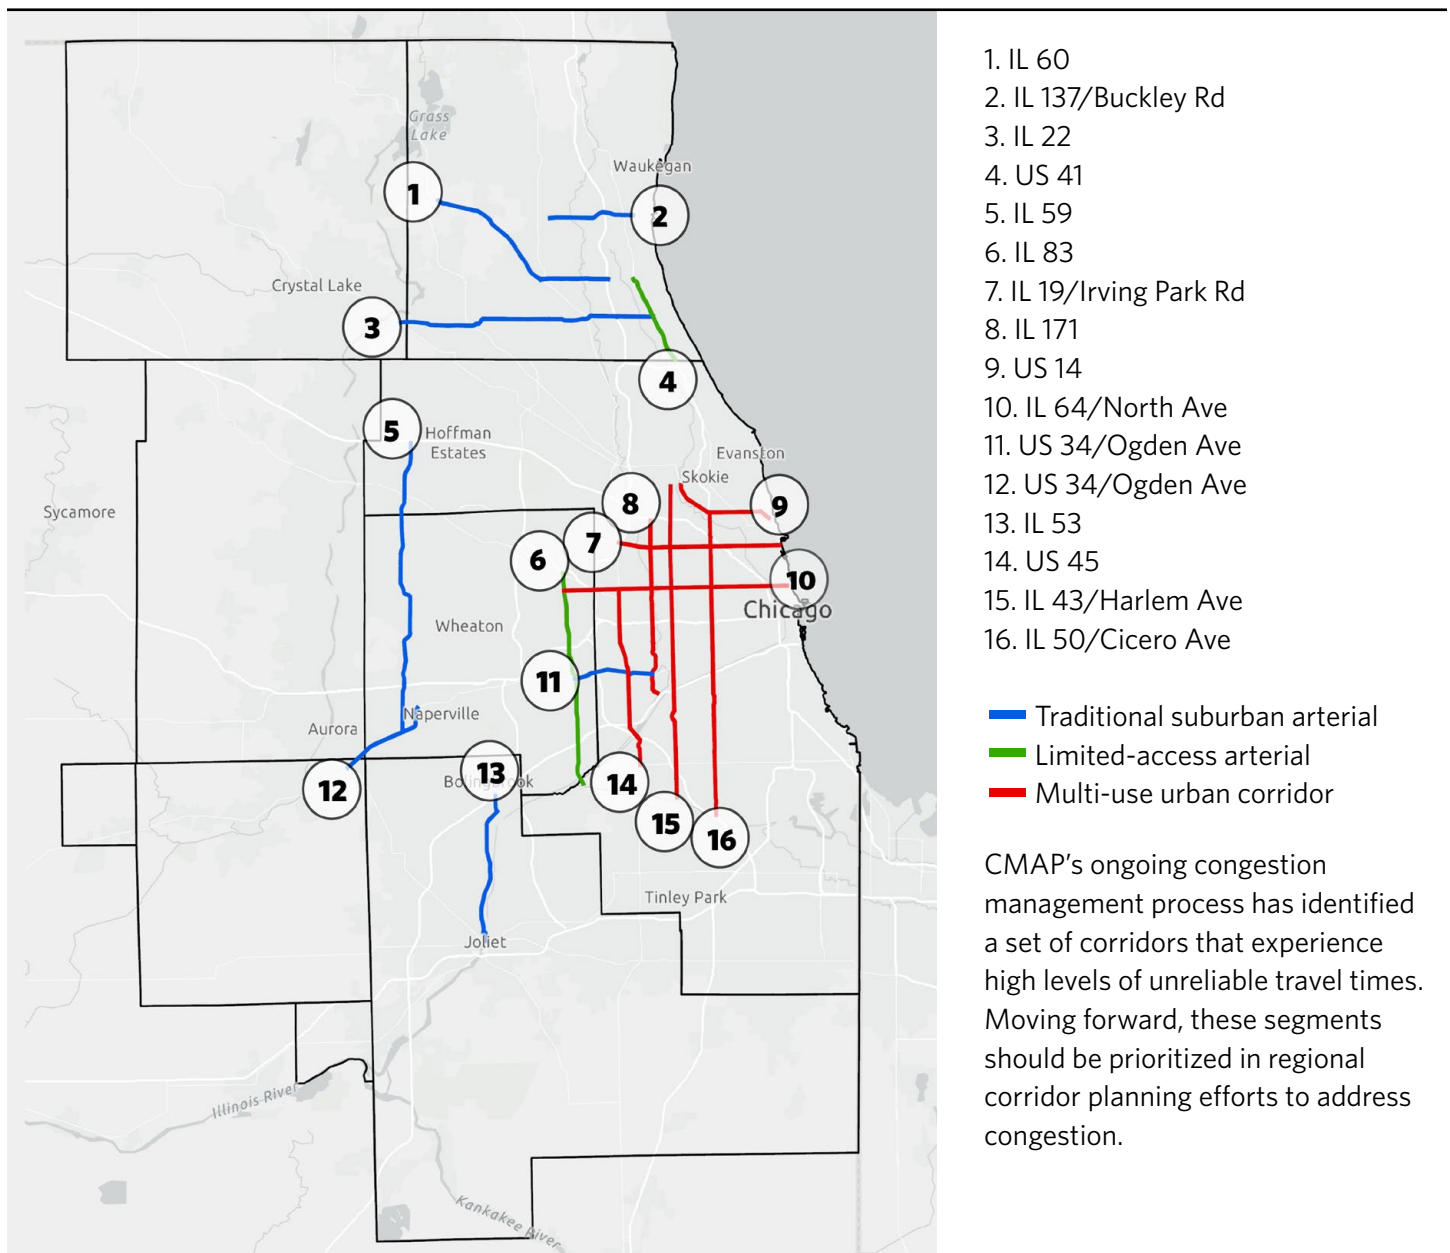 Grass
Lake
Waukegan
1
2
Crystal Lake
3
4
5
Hoffman
Estates
Evanston
Skokie
Sycamore
8
9
7
6
10
Chicago
Wheaton
11
Naperville
Aurora
13
Bolingbrook
12
14
15
16
Tinley Park
Joliet
Illinois River
Kankakee River
1. IL 60
2. IL 137/Buckley Rd
3. IL 22
4. US 41
5. IL 59
6. IL 83
7. IL 19/Irving Park Rd
8. IL 171
9. US 14
10. IL 64/North Ave
11. US 34/Ogden Ave
12. US 34/Ogden Ave
13. IL 53
14. US 45
15. IL 43/Harlem Ave
16. IL 50/Cicero Ave
Traditional suburban arterial
Limited-access arterial
Multi-use urban corridor
CMAP's ongoing congestion
management process has identified
a set of corridors that experience
high levels of unreliable travel times.
Moving forward, these segments
should be prioritized in regional
corridor planning efforts to address
congestion.